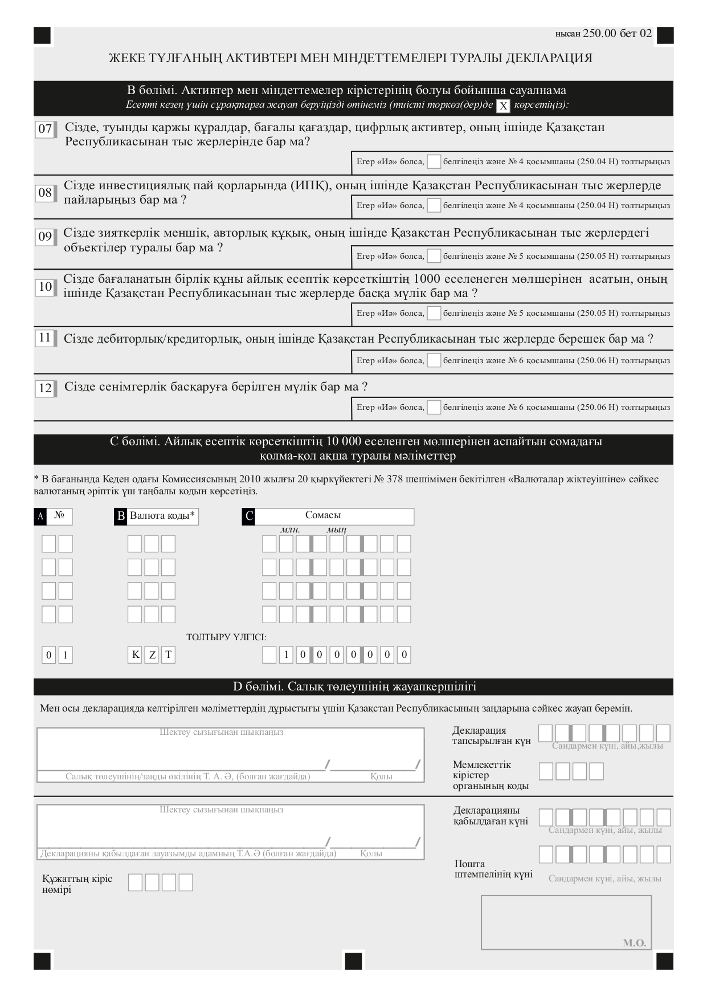 нысан 250.00 бет 02
ЖЕКЕ ТҰЛҒАНЫҢ АКТИВТЕРІ МЕН МІНДЕТТЕМЕЛЕРІ ТУРАЛЫ ДЕКЛАРАЦИЯ
В бөлімі. Активтер мен міндеттемелер кірістерінің болуы бойынша сауалнама
Есепті кезең үшін сұрақтарға жауап беруіңізді өтінеміз (тиісті торкөз(дер)де X көрсетіңіз):
07 Сізде, туынды қаржы құралдар, бағалы қағаздар, цифрлық активтер, оның ішінде Қазақстан
Республикасынан тыс жерлерінде бар ма?
Егер «Иә» болса, белгілеңіз және № 4 қосымшаны (250.04 Н) толтырыңыз
08 Сізде инвестициялық пай қорларында (ИПҚ), оның ішінде Қазақстан Республикасынан тыс жерлерде
пайларыңыз бар ма ?
Егер «Иә» болса, белгілеңіз және № 4 қосымшаны (250.04 Н) толтырыңыз
09 Сізде зияткерлік меншік, авторлық құқық, оның ішінде Қазақстан Республикасынан тыс жерлердегі
объектілер туралы бар ма ?
Егер «Иә» болса, белгілеңіз және № 5 қосымшаны (250.05 Н) толтырыңыз
10 Сізде бағаланатын бірлік құны айлық есептік көрсеткіштің 1000 еселенеген мөлшерінен асатын, оның
ішінде Қазақстан Республикасынан тыс жерлерде басқа мүлік бар ма ?
Егер «Иә» болса, белгілеңіз және № 5 қосымшаны (250.05 Н) толтырыңыз
11 Сізде дебиторлық/кредиторлық, оның ішінде Қазақстан Республикасынан тыс жерлерде берешек бар ма ?
Егер «Иә» болса, белгілеңіз және № 6 қосымшаны (250.06 Н) толтырыңыз
12 Сізде сенімгерлік басқаруға берілген мүлік бар ма ?
Егер «Иә» болса, белгілеңіз және № 6 қосымшаны (250.06 Н) толтырыңыз
С бөлімі. Айлық есептік көрсеткіштің 10 000 еселенген мөлшерінен аспайтын сомадағы
қолма-қол ақша туралы мәліметтер
* В бағанында Кеден одағы Комиссиясының 2010 жылғы 20 қыркүйектегі № 378 шешімімен бекітілген «Валюталар жіктеуішіне» сәйкес
валютаның әріптік үш таңбалы кодын көрсетіңіз.
A № B Валюта коды* C Сомасы
млн. мың
ТОЛТЫРУ ҮЛГІСІ:
0 1 K Z T 1 0 0 0 0 0 0 0
D бөлімі. Салық төлеушінің жауапкершілігі
Мен осы декларацияда келтірілген мәліметтердің дұрыстығы үшін Қазақстан Республикасының заңдарына сәйкес жауап беремін.
Шектеу сызығынан шықпаңыз
/ /
Салық төлеушінің/заңды өкілінің Т. А. Ә, (болған жағдайда) Қолы
Декларация
тапсырылған күн
Сандармен күні, айы,жылы
Мемлекеттік
кірістер
органының коды
Шектеу сызығынан шықпаңыз
/ /
Декларацияны қабылдаған лауазымды адамның Т.А.Ә (болған жағдайда) Қолы
Декларацияны
қабылдаған күні
Сандармен күні, айы, жылы
Пошта
штемпелінің күні
Сандармен күні, айы, жылы
Құжаттың кіріс
нөмірі
М.О.